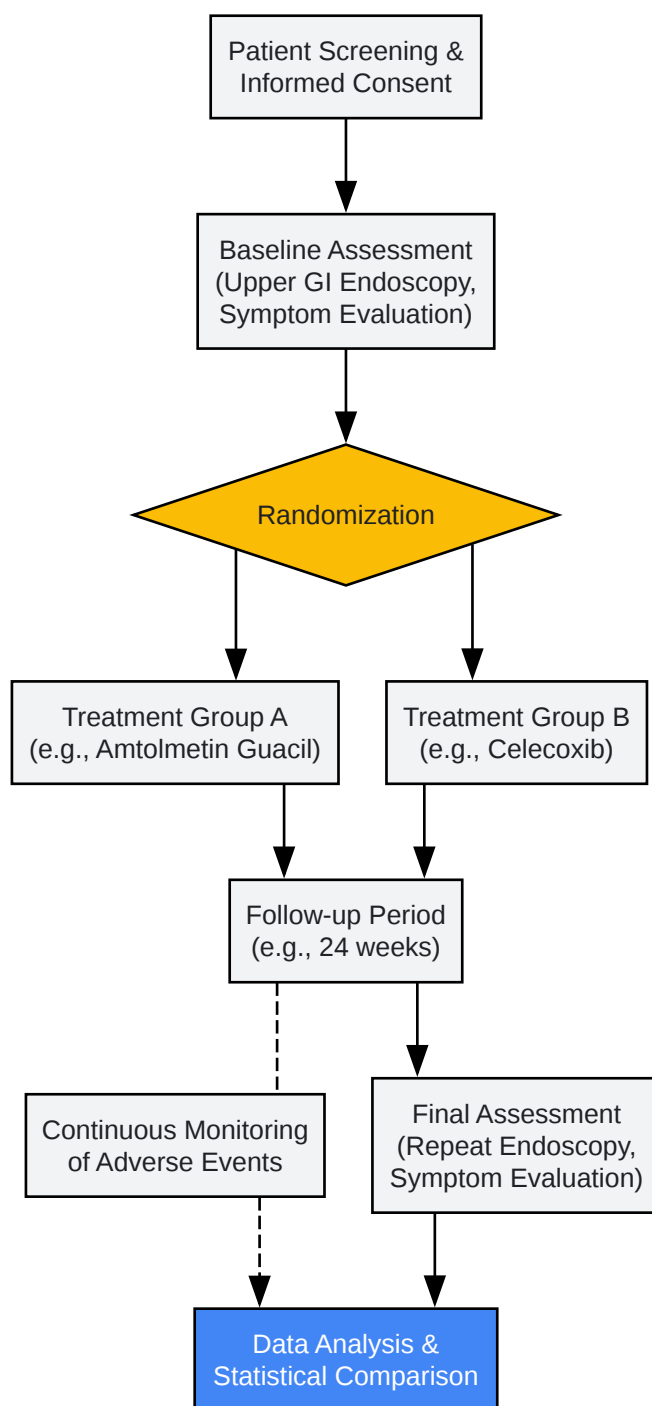 Patient Screening &
Informed Consent
Baseline Assessment
(Upper GI Endoscopy,
Symptom Evaluation)
Randomization
Treatment Group A
(e.g., Amtolmetin Guacil)
Treatment Group B
(e.g., Celecoxib)
Follow-up Period
(e.g., 24 weeks)
Continuous Monitoring
of Adverse Events
Final Assessment
(Repeat Endoscopy,
Symptom Evaluation)
Data Analysis &
Statistical Comparison